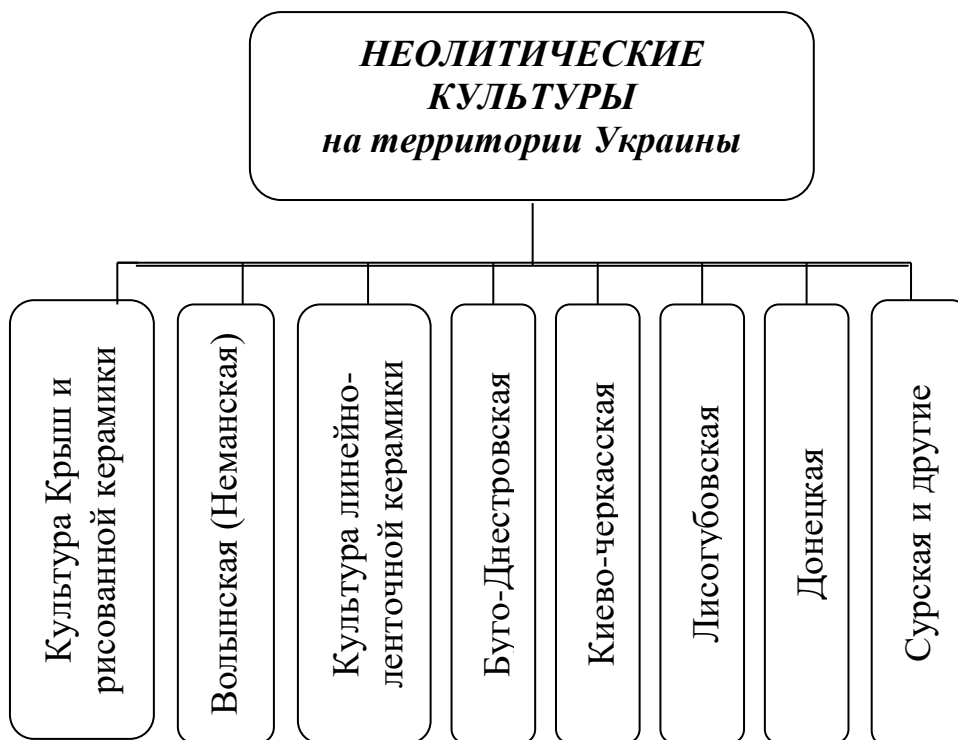 НЕОЛИТИЧЕСКИЕ
КУЛЬТУРЫ
на территории Украины
Культура Крыш и
рисованной керамики
Волынская (Неманская)
Культура линейно-
ленточной керамики
Буго-Днестровская
Киево-черкасская
Лисогубовская
Донецкая
Сурская и другие